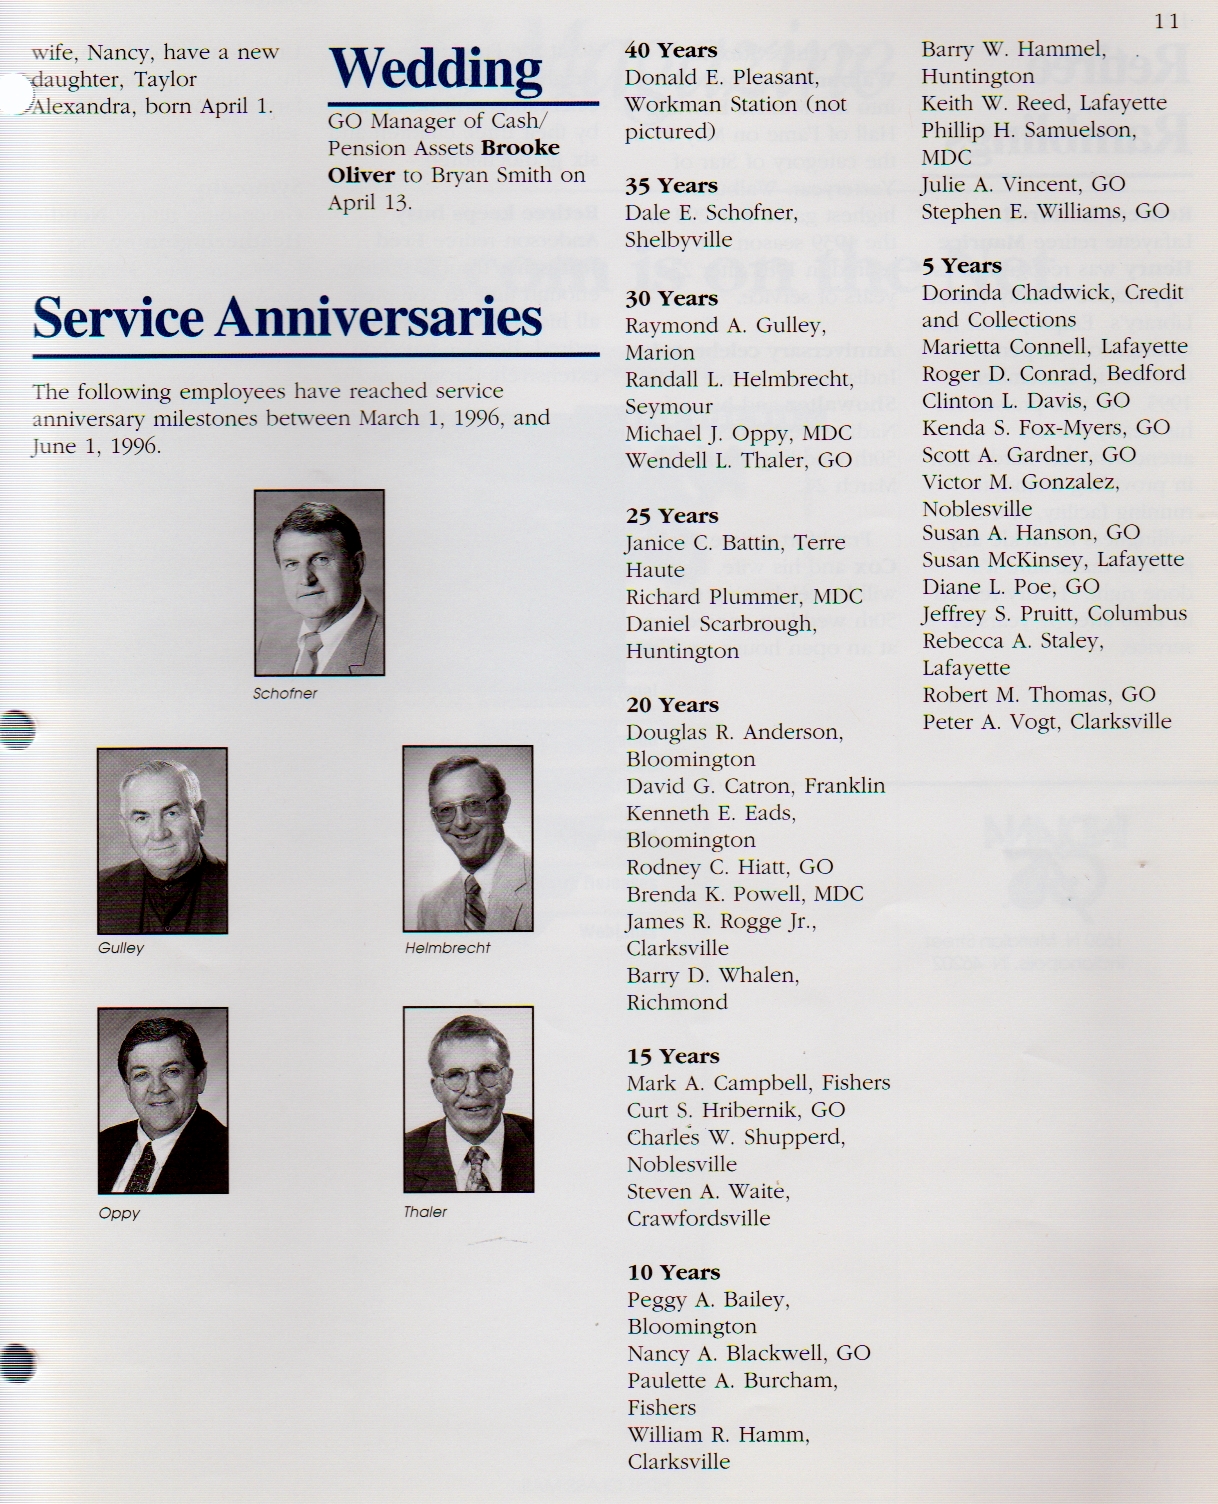 11
wife, Nancy, have a new
daughter, Taylor
Alexandra, born April 1.
Wedding
GO Manager of Cash/
Pension Assets Brooke
Oliver to Bryan Smith on
April 13.
Service Anniversaries
The following employees have reached service
anniversary milestones between March 1, 1996, and
June 1, 1996.
Schofner
Gulley
Helmbrecht
Oppy
Thaler
40 Years
Donald E. Pleasant,
Workman Station (not
pictured)
35 Years
Dale E. Schofner,
Shelbyville
30 Years
Raymond A. Gulley,
Marion
Randall L. Helmbrecht,
Seymour
Michael J. Oppy, MDC
Wendell L. Thaler, GO
25 Years
Janice C. Battin, Terre
Haute
Richard Plummer, MDC
Daniel Scarbrough,
Huntington
20 Years
Douglas R. Anderson,
Bloomington
David G. Catron, Franklin
Kenneth E. Eads,
Bloomington
Rodney C. Hiatt, GO
Brenda K. Powell, MDC
James R. Rogge Jr.,
Clarksville
Barry D. Whalen,
Richmond
15 Years
Mark A. Campbell, Fishers
Curt S. Hribernik, GO
Charles W. Shupperd,
Noblesville
Steven A. Waite,
Crawfordsville
10 Years
Peggy A. Bailey,
Bloomington
Nancy A. Blackwell, GO
Paulette A. Burcham,
Fishers
William R. Hamm,
Clarksville
Barry W. Hammel,
Huntington
Keith W. Reed, Lafayette
Phillip H. Samuelson,
MDC
Julie A. Vincent, GO
Stephen E. Williams, GO
5 Years
Dorinda Chadwick, Credit
and Collections
Marietta Connell, Lafayette
Roger D. Conrad, Bedford
Clinton L. Davis, GO
Kenda S. Fox-Myers, GO
Scott A. Gardner, GO
Victor M. Gonzalez,
Noblesville
Susan A. Hanson, GO
Susan McKinsey, Lafayette
Diane L. Poe, GO
Jeffrey S. Pruitt, Columbus
Rebecca A. Staley,
Lafayette
Robert M. Thomas, GO
Peter A. Vogt, Clarksville